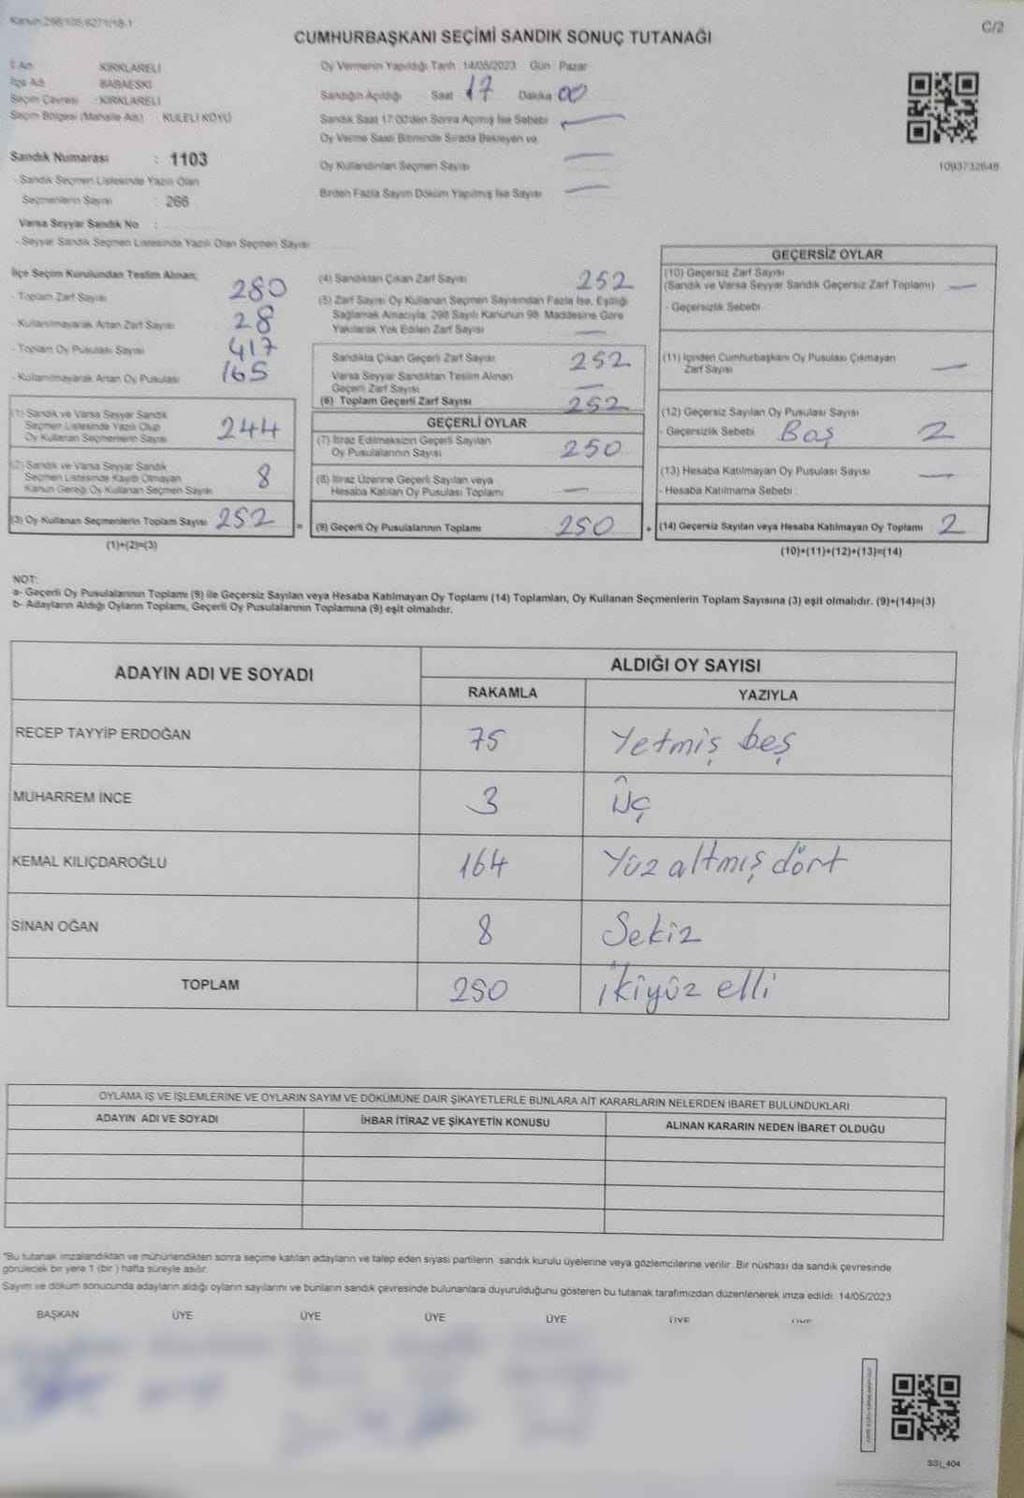 Kanun:298/105/6271/18-1
C/2
CUMHURBAŞKANI SEÇİMİ SANDIK SONUÇ TUTANAĞI
İl Adı KIRKLARELİ
İlçe Adı BABAESKİ
Seçim Çevresi : KIRKLARELİ
Seçim Bölgesi (Mahalle Adı) : KULELİ KÖYÜ
Sandık Numarası : 1103
- Sandık Seçmen Listesinde Yazılı Olan
Seçmenlerin Sayısı : 266
Varsa Seyyar Sandık No :
- Seyyar Sandık Seçmen Listesinde Yazılı Olan Seçmen Sayısı
Oy Vermenin Yapıldığı Tarih 14/05/2023 Gün : Pazar
Sandığın Açıldığı Saat 17 Dakika 00
Sandık Saat 17:00'den Sonra Açılmış İse Sebebi —
Oy Verme Saati Bitiminde Sırada Bekleyen ve
Oy Kullandırılan Seçmen Sayısı —
Birden Fazla Sayım Döküm Yapılmış İse Sayısı —
1093732648
İlçe Seçim Kurulundan Teslim Alınan;
- Toplam Zarf Sayısı 280
- Kullanılmayarak Artan Zarf Sayısı 28
- Toplam Oy Pusulası Sayısı 417
- Kullanılmayarak Artan Oy Pusulası 165
(1) Sandık ve Varsa Seyyar Sandık
Seçmen Listesinde Yazılı Olup
Oy Kullanan Seçmenlerin Sayısı 244
(2) Sandık ve Varsa Seyyar Sandık
Seçmen Listesinde Kayıtlı Olmayan
Kanun Gereği Oy Kullanan Seçmen Sayısı 8
(3) Oy Kullanan Seçmenlerin Toplam Sayısı 252
(1)+(2)=(3)
(4) Sandıktan Çıkan Zarf Sayısı 252
(5) Zarf Sayısı Oy Kullanan Seçmen Sayısından Fazla İse, Eşitliği
Sağlamak Amacıyla, 298 Sayılı Kanunun 98. Maddesine Göre
Yakılarak Yok Edilen Zarf Sayısı —
Sandıkta Çıkan Geçerli Zarf Sayısı 252
Varsa Seyyar Sandıktan Teslim Alınan
Geçerli Zarf Sayısı —
(6) Toplam Geçerli Zarf Sayısı 252
GEÇERLİ OYLAR
(7) İtiraz Edilmeksizin Geçerli Sayılan
Oy Pusulalarının Sayısı 250
(8) İtiraz Üzerine Geçerli Sayılan veya
Hesaba Katılan Oy Pusulası Toplamı —
= (9) Geçerli Oy Pusulalarının Toplamı 250
GEÇERSİZ OYLAR
(10) Geçersiz Zarf Sayısı
(Sandık ve Varsa Seyyar Sandık Geçersiz Zarf Toplamı) —
- Geçersizlik Sebebi
(11) İçinden Cumhurbaşkanı Oy Pusulası Çıkmayan
Zarf Sayısı —
(12) Geçersiz Sayılan Oy Pusulası Sayısı
- Geçersizlik Sebebi Boş 2
(13) Hesaba Katılmayan Oy Pusulası Sayısı —
- Hesaba Katılmama Sebebi :
+ (14) Geçersiz Sayılan veya Hesaba Katılmayan Oy Toplamı 2
(10)+(11)+(12)+(13)=(14)
NOT:
a- Geçerli Oy Pusulalarının Toplamı (9) ile Geçersiz Sayılan veya Hesaba Katılmayan Oy Toplamı (14) Toplamları, Oy Kullanan Seçmenlerin Toplam Sayısına (3) eşit olmalıdır. (9)+(14)=(3)
b- Adayların Aldığı Oyların Toplamı, Geçerli Oy Pusulalarının Toplamına (9) eşit olmalıdır.
ADAYIN ADI VE SOYADI ALDIĞI OY SAYISI
RAKAMLA YAZIYLA
RECEP TAYYİP ERDOĞAN 75 Yetmiş beş
MUHARREM İNCE 3 Üç
KEMAL KILIÇDAROĞLU 164 Yüz altmış dört
SİNAN OĞAN 8 Sekiz
TOPLAM 250 ikiyüz elli
OYLAMA İŞ VE İŞLEMLERİNE VE OYLARIN SAYIM VE DÖKÜMÜNE DAİR ŞİKAYETLERLE BUNLARA AİT KARARLARIN NELERDEN İBARET BULUNDUKLARI
ADAYIN ADI VE SOYADI İHBAR İTİRAZ VE ŞİKAYETİN KONUSU ALINAN KARARIN NEDEN İBARET OLDUĞU
*Bu tutanak imzalandıktan ve mühürlendikten sonra seçime katılan adayların ve talep eden siyasi partilerin sandık kurulu üyelerine veya gözlemcilerine verilir. Bir nüshası da sandık çevresinde
görülecek bir yere 1 (bir ) hafta süreyle asılır.
Sayım ve döküm sonucunda adayların aldığı oyların sayılarını ve bunların sandık çevresinde bulunanlara duyurulduğunu gösteren bu tutanak tarafımızdan düzenlenerek imza edildi. 14/05/2023
BAŞKAN ÜYE ÜYE ÜYE ÜYE ÜYE ÜYE
SSI_404